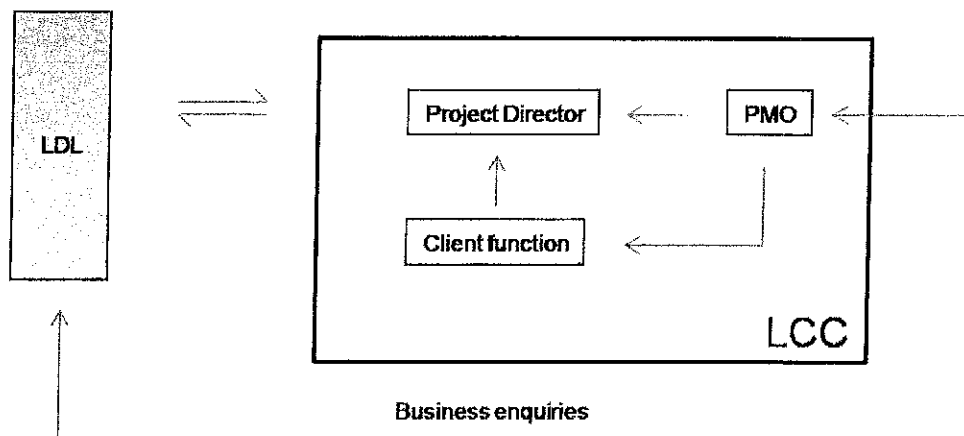 Project Director
PMO
LDL
Client function
LCC
Business enquiries